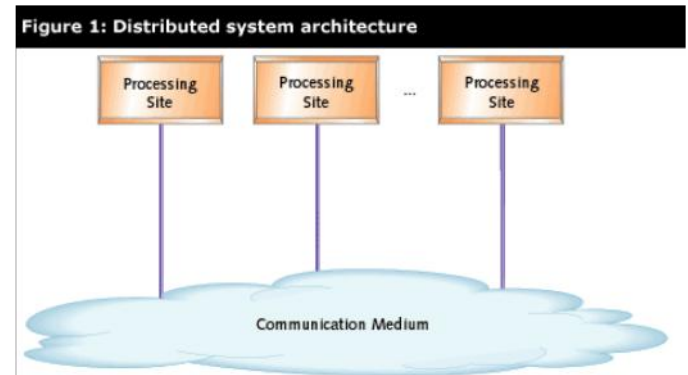 Figure 1: Distributed system architecture
Processing
Site
Processing
Site
...
Processing
Site
Communication Medium